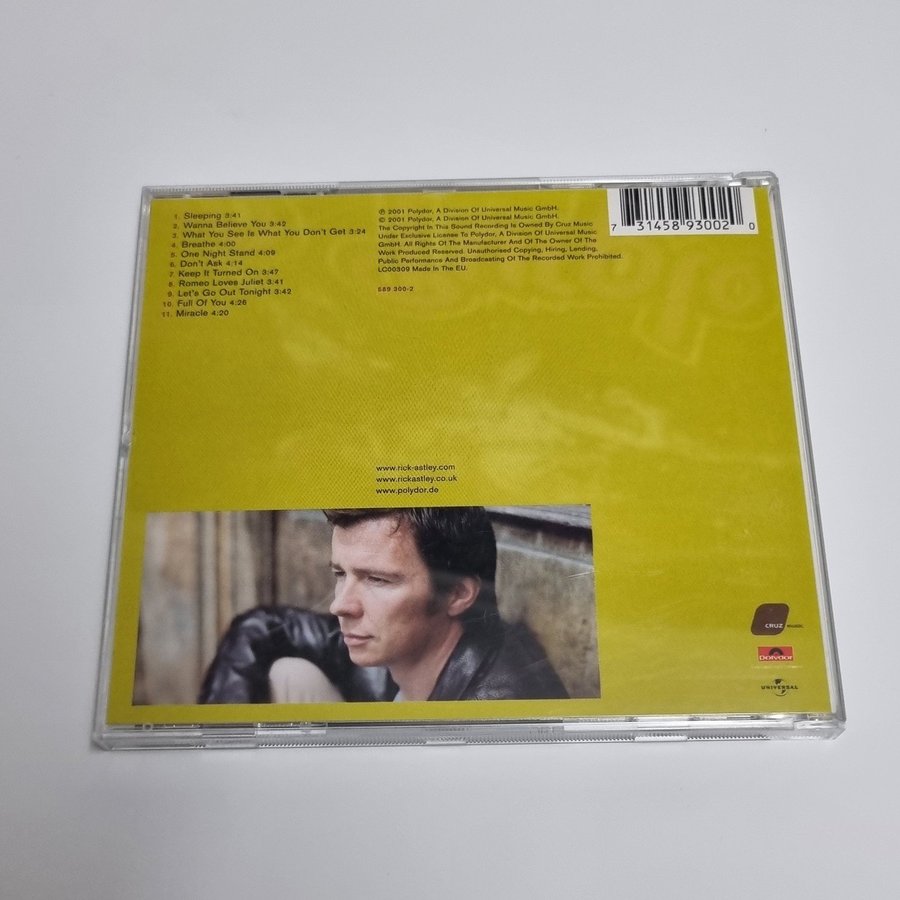 1. Sleeping 3:41
2. Wanna Believe You 3:42
3. What You See Is What You Don't Get 3:24
4. Breathe 4:00
5. One Night Stand 4:09
6. Don't Ask 4:14
7. Keep It Turned On 3:47
8. Romeo Loves Juliet 3:41
9. Let's Go Out Tonight 3:42
10. Full Of You 4:26
11. Miracle 4:20
℗ 2001 Polydor, A Division Of Universal Music GmbH.
© 2001 Polydor, A Division Of Universal Music GmbH.
The Copyright In This Sound Recording Is Owned By Cruz Music
Under Exclusive License To Polydor, A Division Of Universal Music
GmbH. All Rights Of The Manufacturer And Of The Owner Of The
Work Produced Reserved. Unauthorised Copying, Hiring, Lending,
Public Performance And Broadcasting Of The Recorded Work Prohibited.
LC00309 Made In The EU.
589 300-2
7 31458 93002 0
www.rick-astley.com
www.rickastley.co.uk
www.polydor.de
CRUZ MUSIC.
Polydor
UNIVERSAL